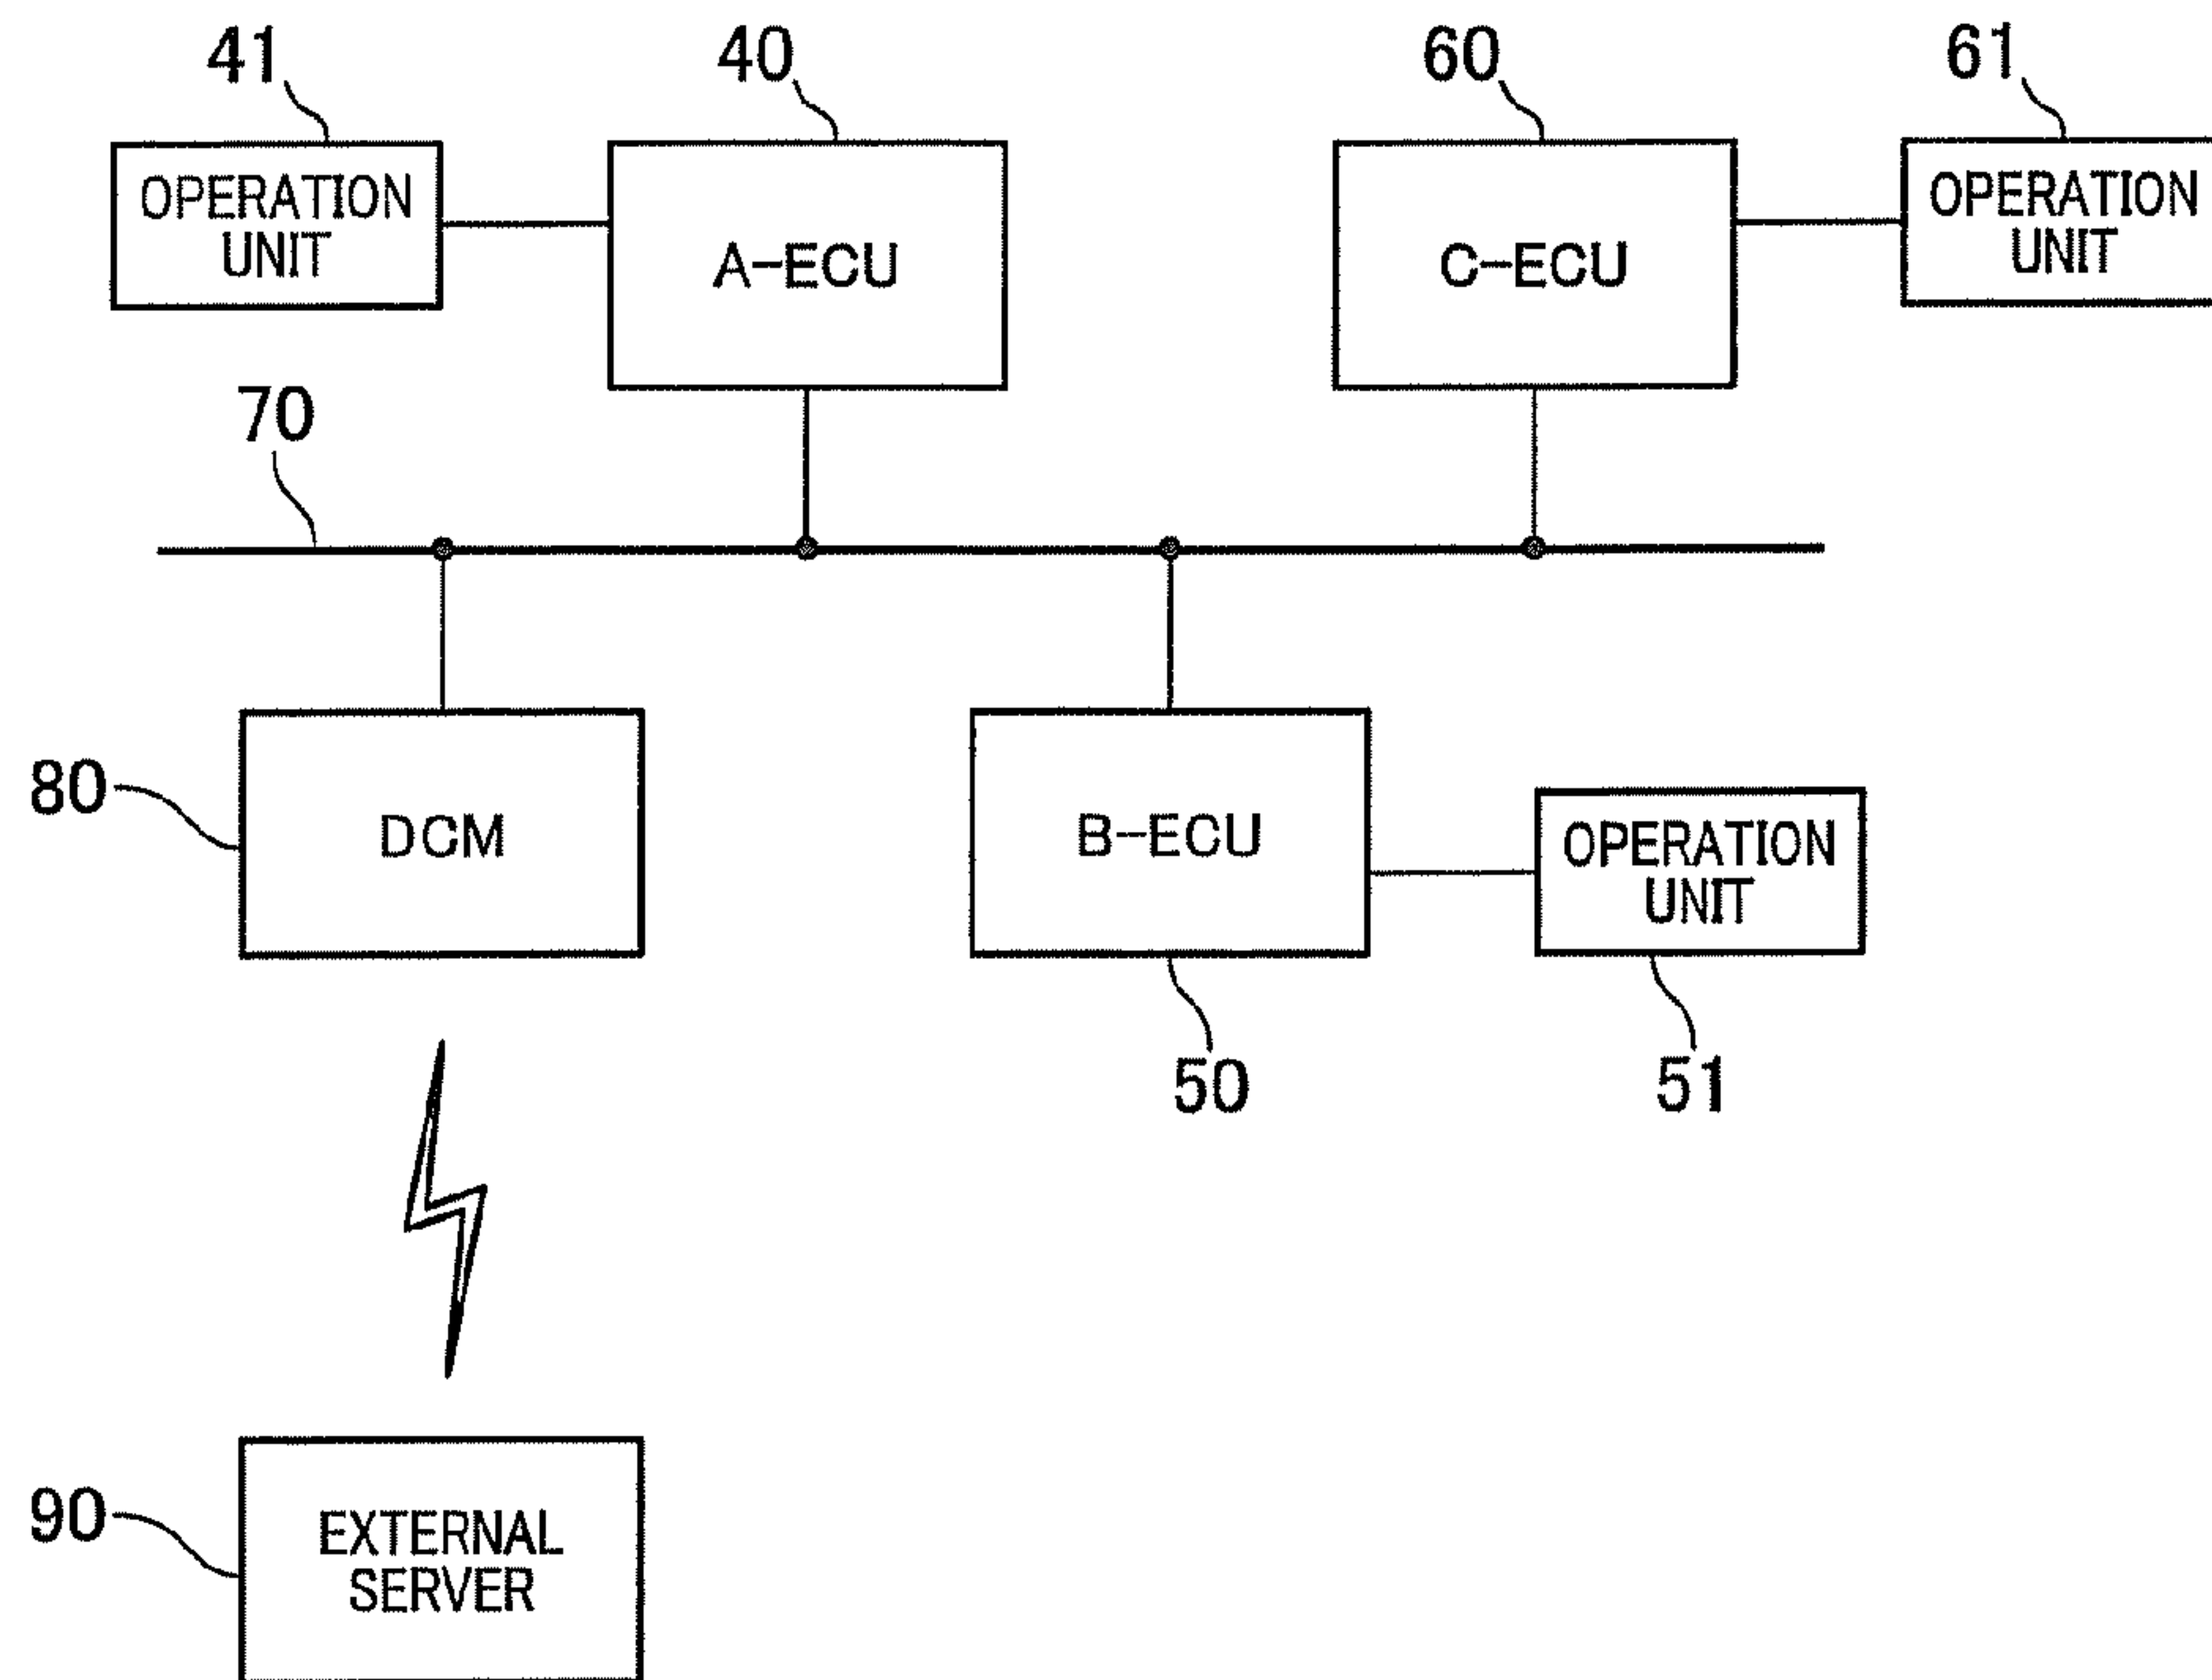 41
40
60
61
OPERATION
UNIT
A-ECU
C-ECU
OPERATION
UNIT
70
80
DCM
B-ECU
OPERATION
UNIT
50
51
90
EXTERNAL
SERVER